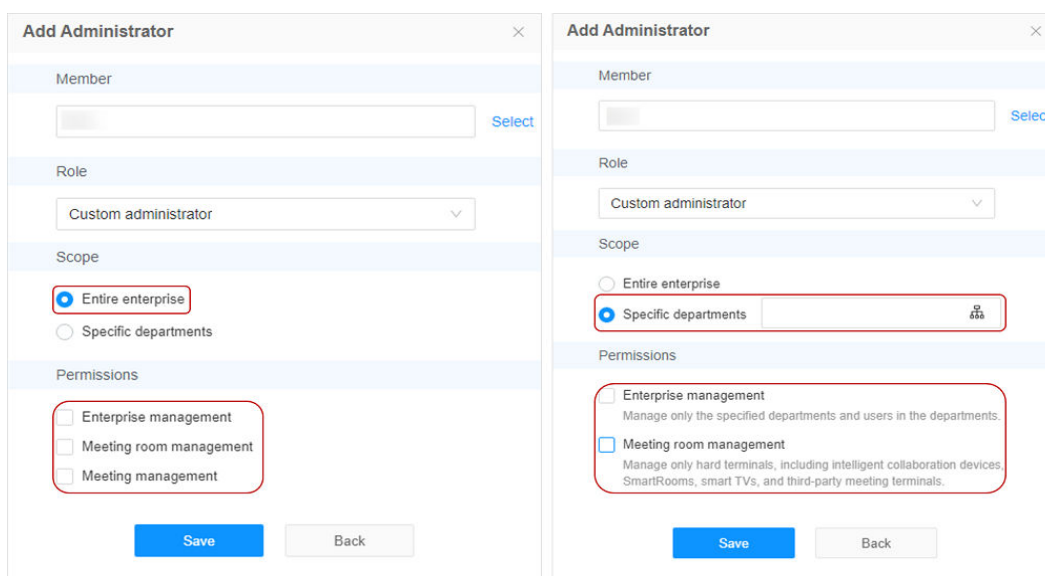 Add Administrator
Member
Select
Role
Custom administrator
Scope
Entire enterprise
Specific departments
Permissions
Enterprise management
Meeting room management
Meeting management
Save Back
Add Administrator
Member
Selec
Role
Custom administrator
Scope
Entire enterprise
Specific departments
Permissions
Enterprise management
Manage only the specified departments and users in the departments.
Meeting room management
Manage only hard terminals, including intelligent collaboration devices,
SmartRooms, smart TVs, and third-party meeting terminals.
Save Back